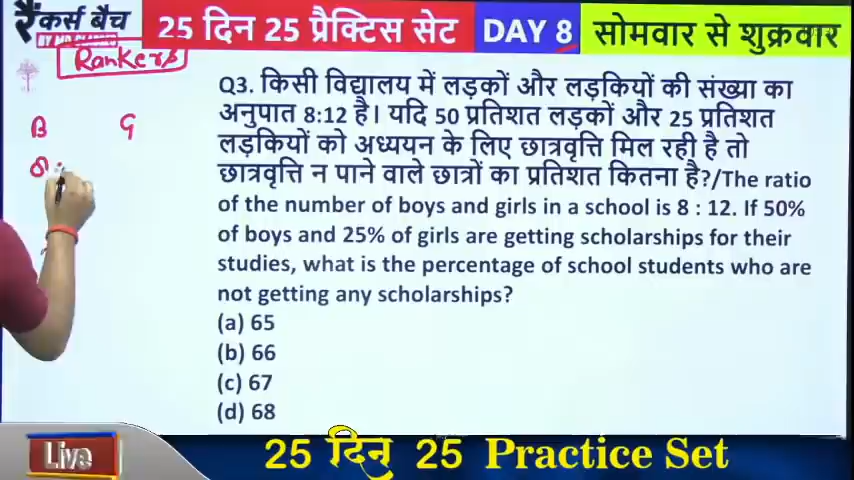 रैंकर्स बैच
BY MD CLASSES
25 दिन 25 प्रैक्टिस सेट
DAY 8
सोमवार से शुक्रवार
Rankers
B G
8 :
Q3. किसी विद्यालय में लड़कों और लड़कियों की संख्या का
अनुपात 8:12 है। यदि 50 प्रतिशत लड़कों और 25 प्रतिशत
लड़कियों को अध्ययन के लिए छात्रवृत्ति मिल रही है तो
छात्रवृत्ति न पाने वाले छात्रों का प्रतिशत कितना है?/The ratio
of the number of boys and girls in a school is 8 : 12. If 50%
of boys and 25% of girls are getting scholarships for their
studies, what is the percentage of school students who are
not getting any scholarships?
(a) 65
(b) 66
(c) 67
(d) 68
Live
25 दिन 25 Practice Set